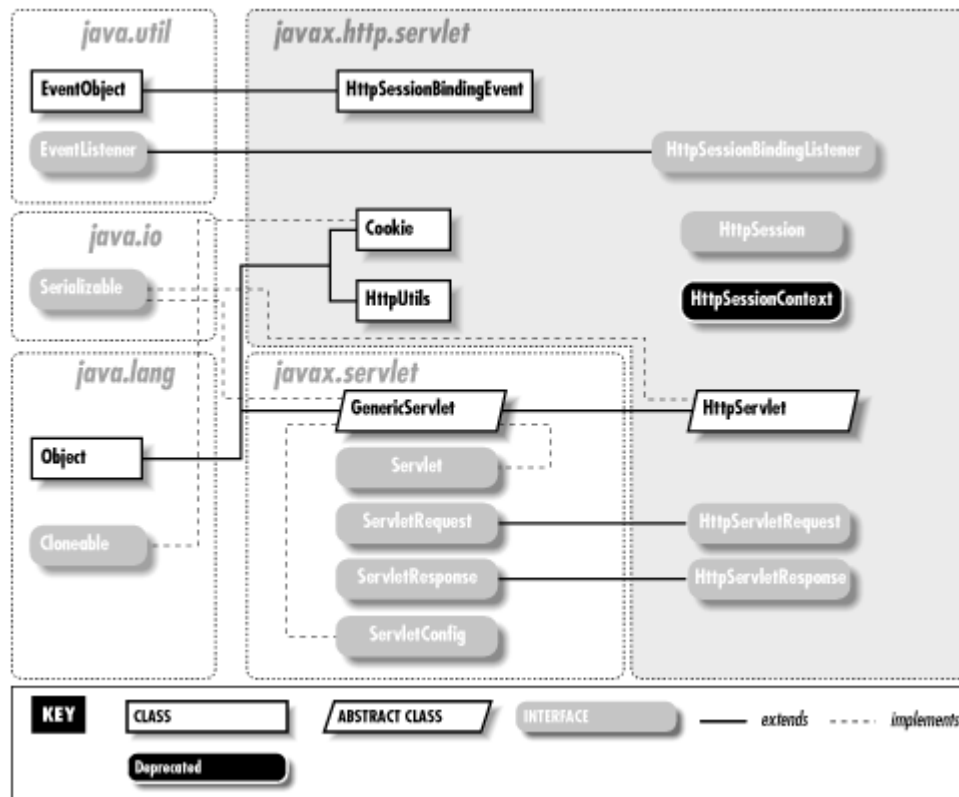 java.util
javax.http.servlet
EventObject
HttpSessionBindingEvent
EventListener
HttpSessionBindingListener
java.io
Cookie
HttpSession
Serializable
HttpUtils
HttpSessionContext
java.lang
javax.servlet
GenericServlet
HttpServlet
Object
Servlet
ServletRequest
HttpServletRequest
Cloneable
ServletResponse
HttpServletResponse
ServletConfig
KEY
CLASS
ABSTRACT CLASS
INTERFACE
extends
implements
Deprecated